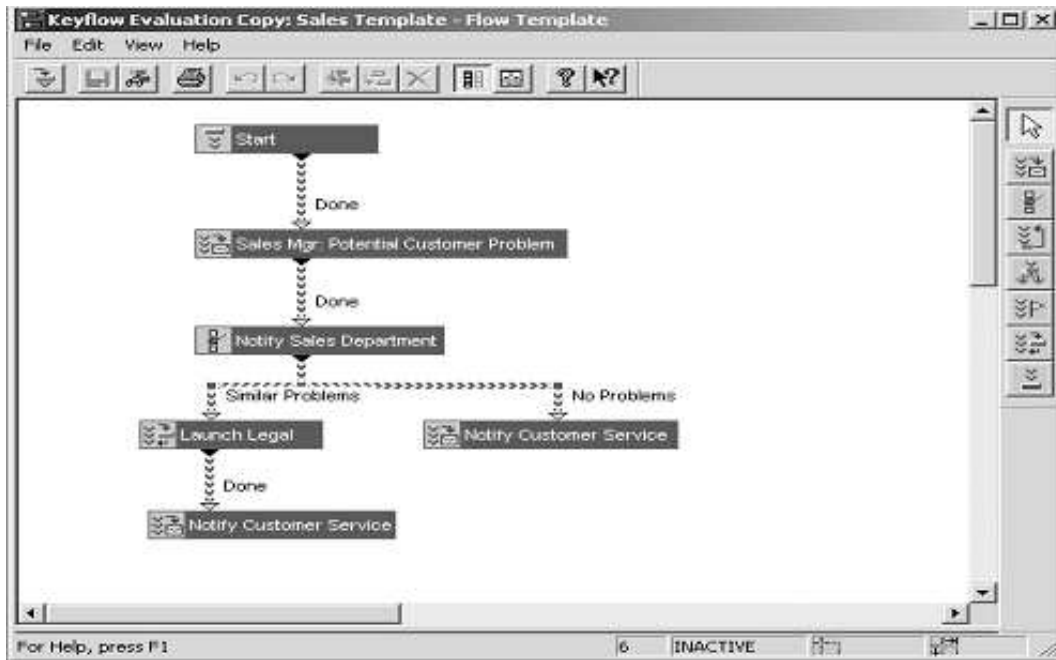 Keyflow Evaluation Copy: Sales Template - Flow Template
File Edit View Help
Start
Done
Sales Mgr: Potential Customer Problem
Done
Notify Sales Department
Similar Problems
No Problems
Launch Legal
Notify Customer Service
Done
Notify Customer Service
For Help, press F1
6
INACTIVE